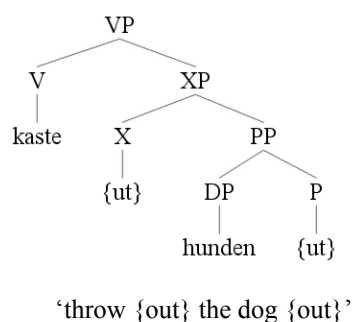 VP
V XP
kaste X PP
{ut} DP P
hunden {ut}
‘throw {out} the dog {out}’